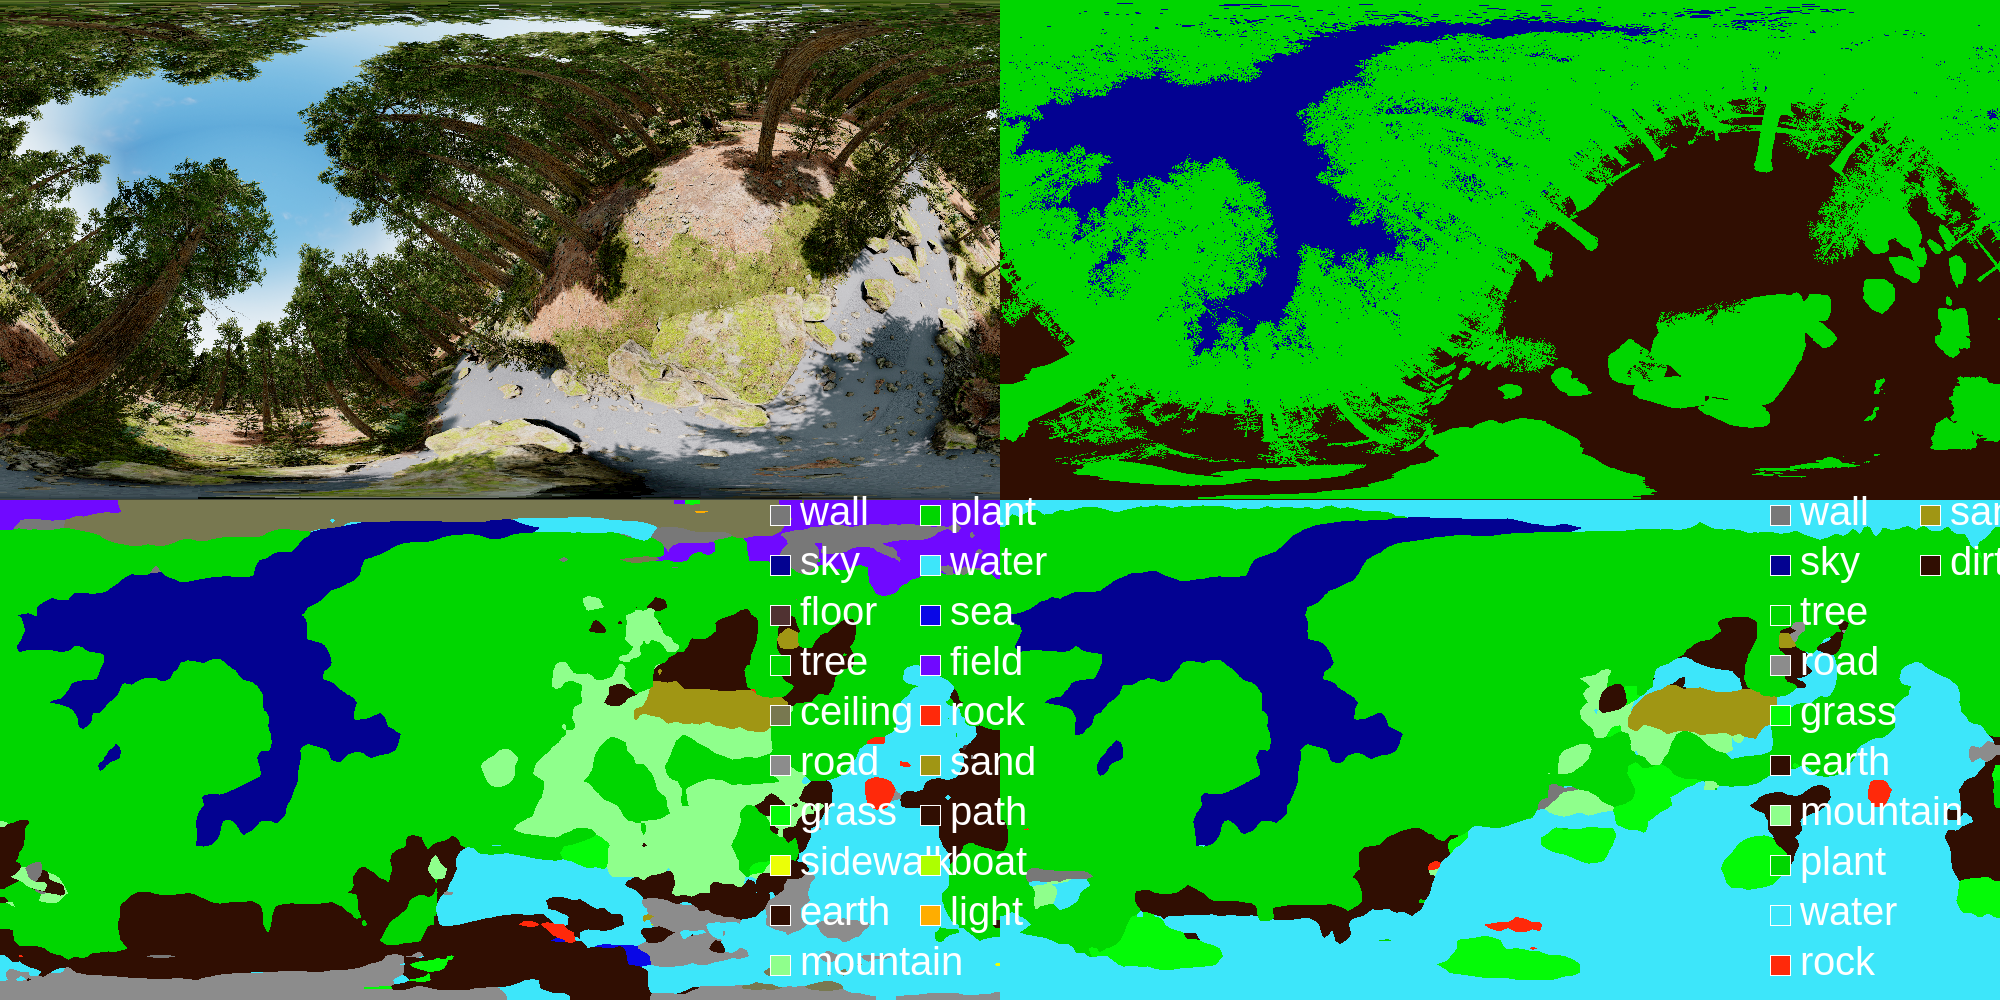 wall
sky
floor
tree
ceiling
road
grass
sidewalk
earth
mountain
plant
water
sea
field
rock
sand
path
boat
light
wall
sky
tree
road
grass
earth
mountain
plant
water
rock